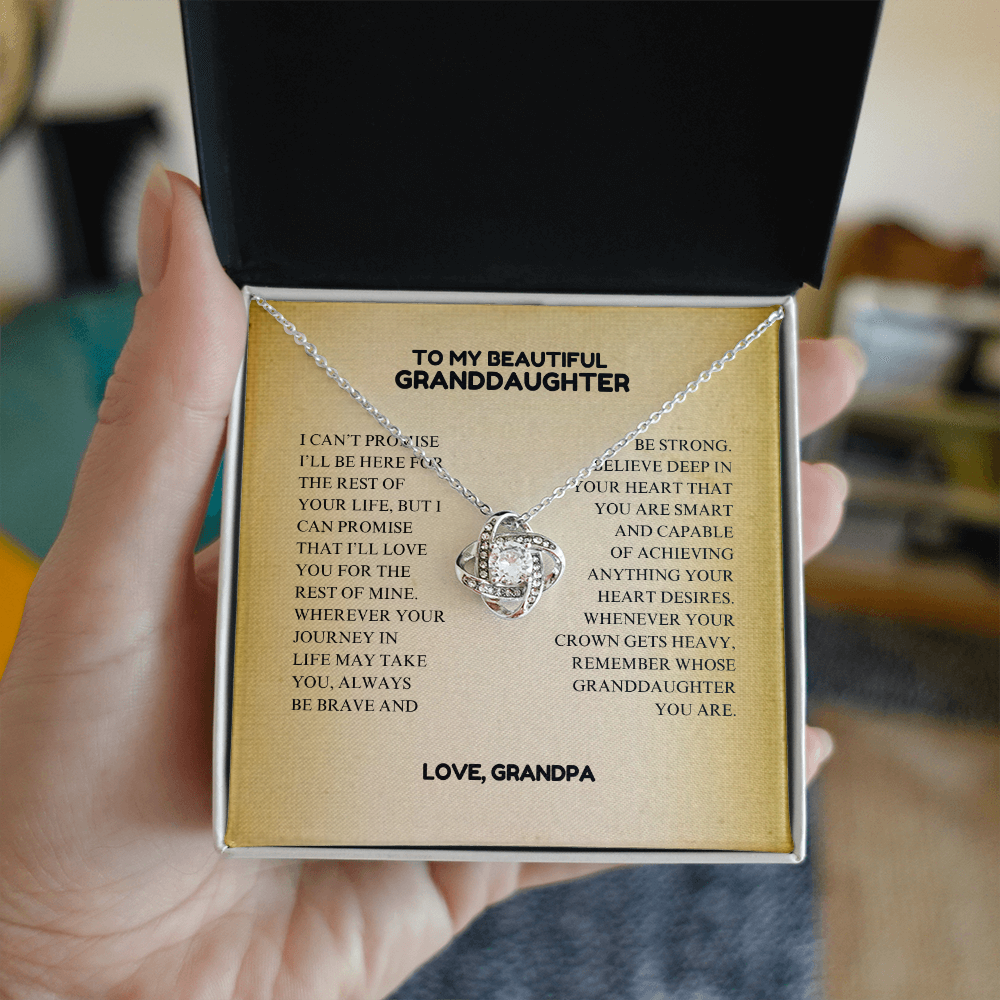 TO MY BEAUTIFUL
GRANDDAUGHTER
I CAN'T PROMISE
I'LL BE HERE FOR
THE REST OF
YOUR LIFE, BUT I
CAN PROMISE
THAT I'LL LOVE
YOU FOR THE
REST OF MINE.
WHEREVER YOUR
JOURNEY IN
LIFE MAY TAKE
YOU, ALWAYS
BE BRAVE AND
BE STRONG.
BELIEVE DEEP IN
YOUR HEART THAT
YOU ARE SMART
AND CAPABLE
OF ACHIEVING
ANYTHING YOUR
HEART DESIRES.
WHENEVER YOUR
CROWN GETS HEAVY,
REMEMBER WHOSE
GRANDDAUGHTER
YOU ARE.
LOVE, GRANDPA